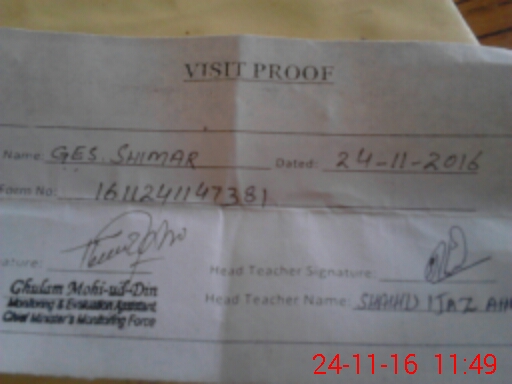 VISIT PROOF
Name: GES. SHIMAR Dated: 24-11-2016
Form No: 1611241147381
ature:
Head Teacher Signature:
Ghulam Mohi-ud-Din
Monitoring & Evaluation Assistant
Chief Minister's Monitoring Force
Head Teacher Name: SHAHID IJAZ
24-11-16 11:49